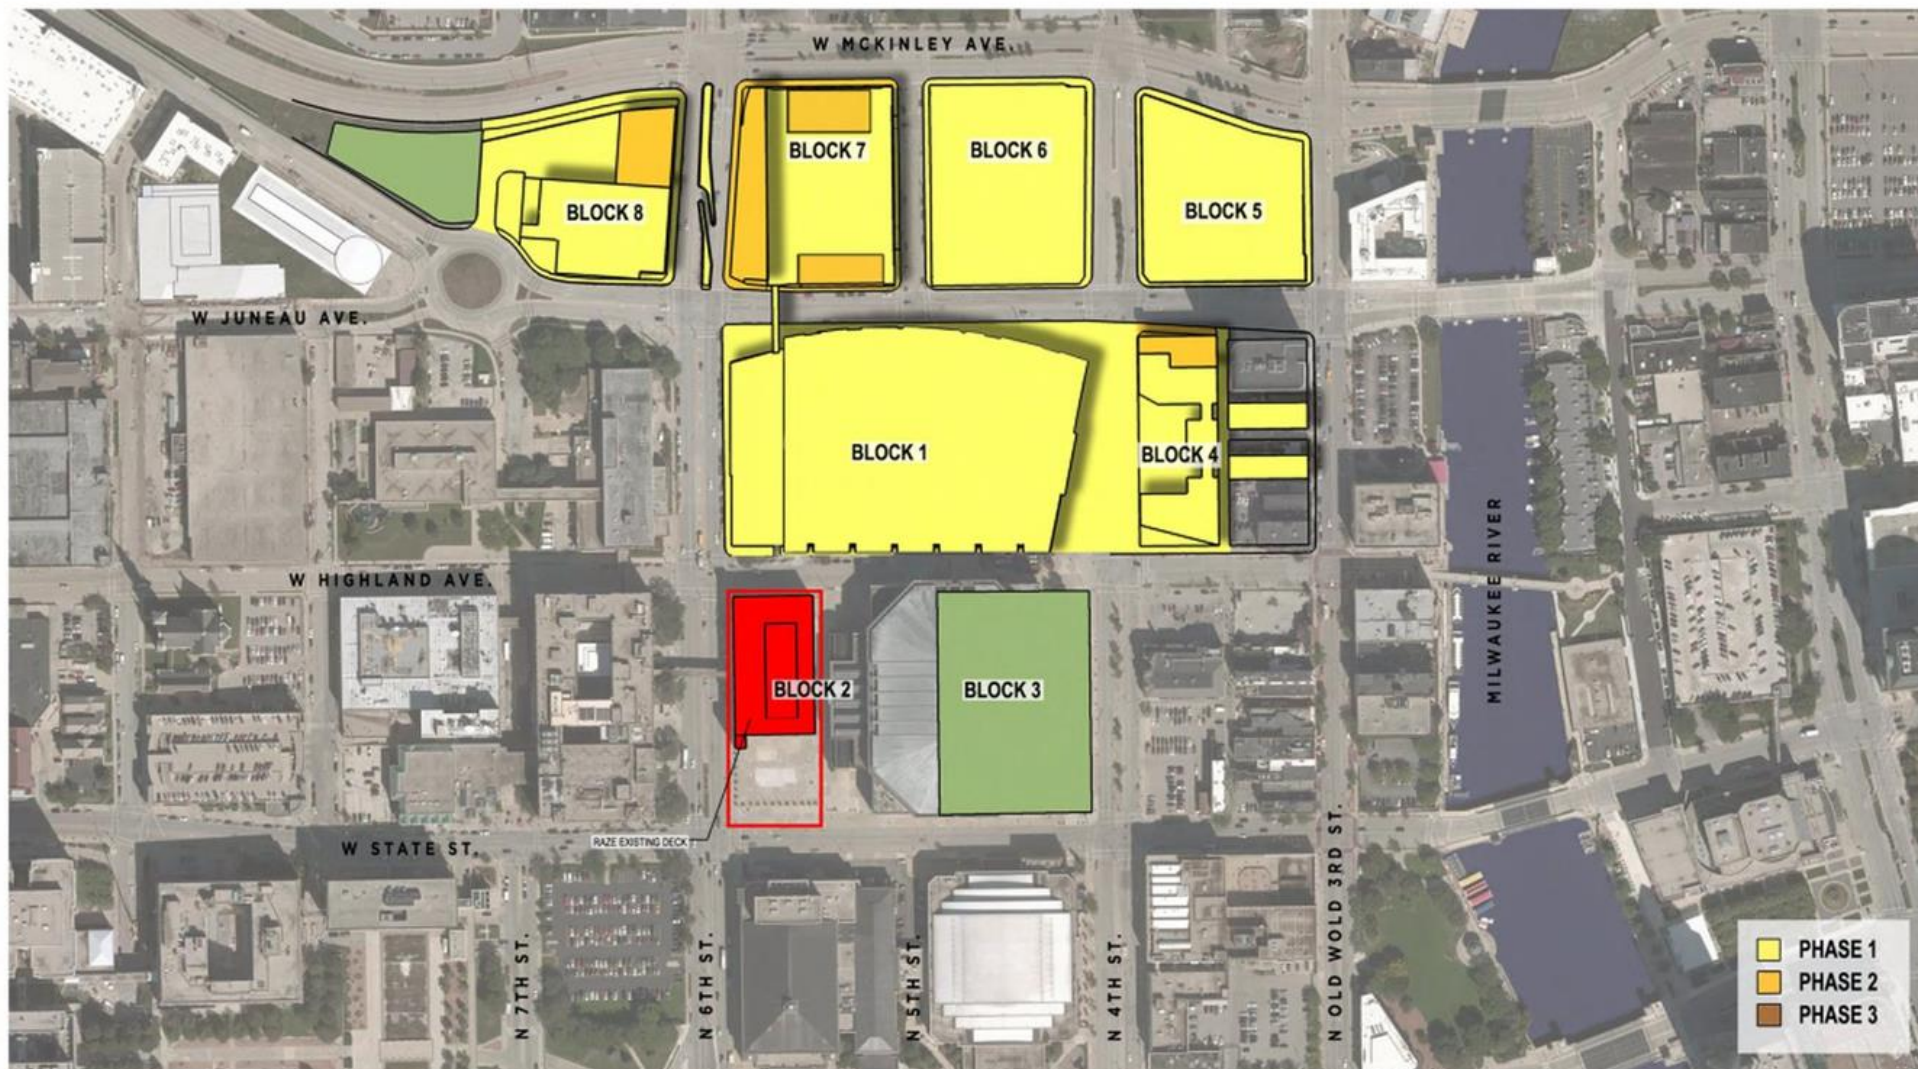 W MCKINLEY AVE.
BLOCK 7
BLOCK 6
BLOCK 8
BLOCK 5
W JUNEAU AVE.
BLOCK 1
BLOCK 4
MILWAUKEE RIVER
W HIGHLAND AVE.
BLOCK 2
BLOCK 3
RAZE EXISTING DECK
W STATE ST.
N 7TH ST.
N 6TH ST.
N 5TH ST.
N 4TH ST.
N OLD WOLD 3RD ST.
PHASE 1
PHASE 2
PHASE 3